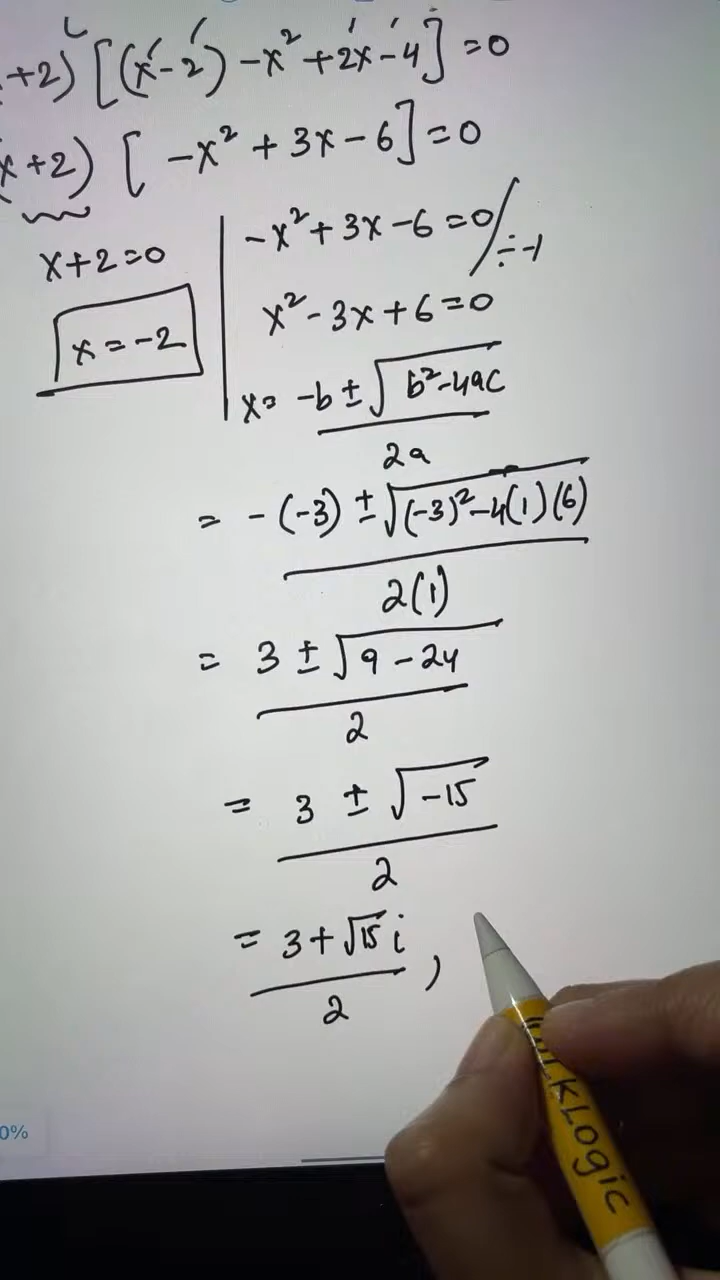 +2) [(x-2) -x² +2x-4] =0
(x+2) [ -x² + 3x - 6] =0
x+2=0
x = -2
-x² + 3x - 6 = 0 / ÷-1
x² - 3x + 6 = 0
x= -b ± √b²-4ac
2a
= -(-3) ± √(-3)²-4(1)(6)
2(1)
= 3 ± √9 - 24
2
= 3 ± √-15
2
= 3 + √15 i ,
2
0%